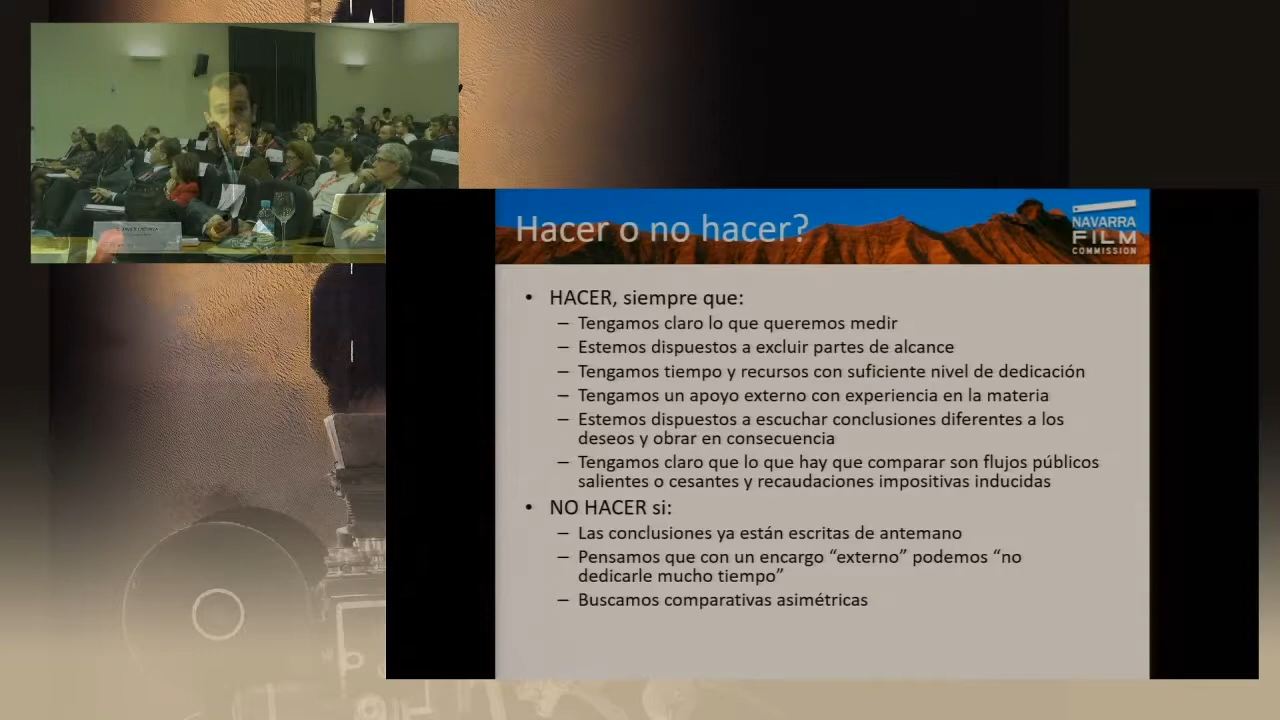 Hacer o no hacer?
NAVARRA
FILM
COMMISSION
• HACER, siempre que:
– Tengamos claro lo que queremos medir
– Estemos dispuestos a excluir partes de alcance
– Tengamos tiempo y recursos con suficiente nivel de dedicación
– Tengamos un apoyo externo con experiencia en la materia
– Estemos dispuestos a escuchar conclusiones diferentes a los
deseos y obrar en consecuencia
– Tengamos claro que lo que hay que comparar son flujos públicos
salientes o cesantes y recaudaciones impositivas inducidas
• NO HACER si:
– Las conclusiones ya están escritas de antemano
– Pensamos que con un encargo “externo” podemos “no
dedicarle mucho tiempo”
– Buscamos comparativas asimétricas